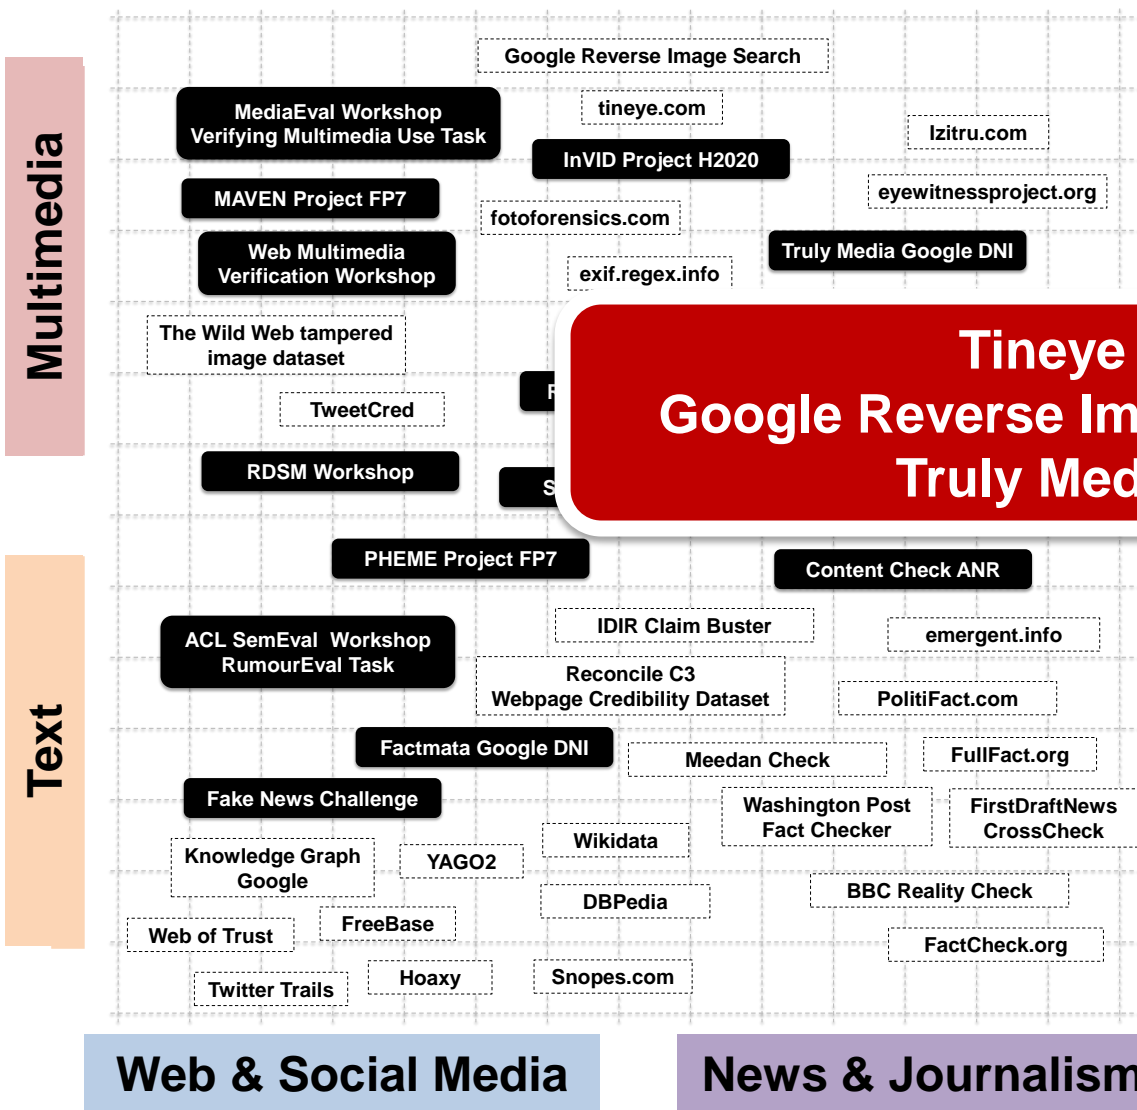 Google Reverse Image Search
MediaEval Workshop
Verifying Multimedia Use Task
tineye.com
Izitru.com
InVID Project H2020
MAVEN Project FP7
eyewitnessproject.org
fotoforensics.com
Web Multimedia
Verification Workshop
Truly Media Google DNI
exif.regex.info
Multimedia
The Wild Web tampered
image dataset
Tineye
Google Reverse Im
Truly Med
TweetCred
F
RDSM Workshop
S
PHEME Project FP7
Content Check ANR
IDIR Claim Buster
emergent.info
ACL SemEval Workshop
RumourEval Task
Reconcile C3
Webpage Credibility Dataset
PolitiFact.com
Text
Factmata Google DNI
Meedan Check
FullFact.org
Fake News Challenge
Washington Post
Fact Checker
FirstDraftNews
CrossCheck
Knowledge Graph
Google
YAGO2
Wikidata
BBC Reality Check
DBPedia
Web of Trust
FreeBase
FactCheck.org
Twitter Trails
Hoaxy
Snopes.com
Web & Social Media
News & Journalism